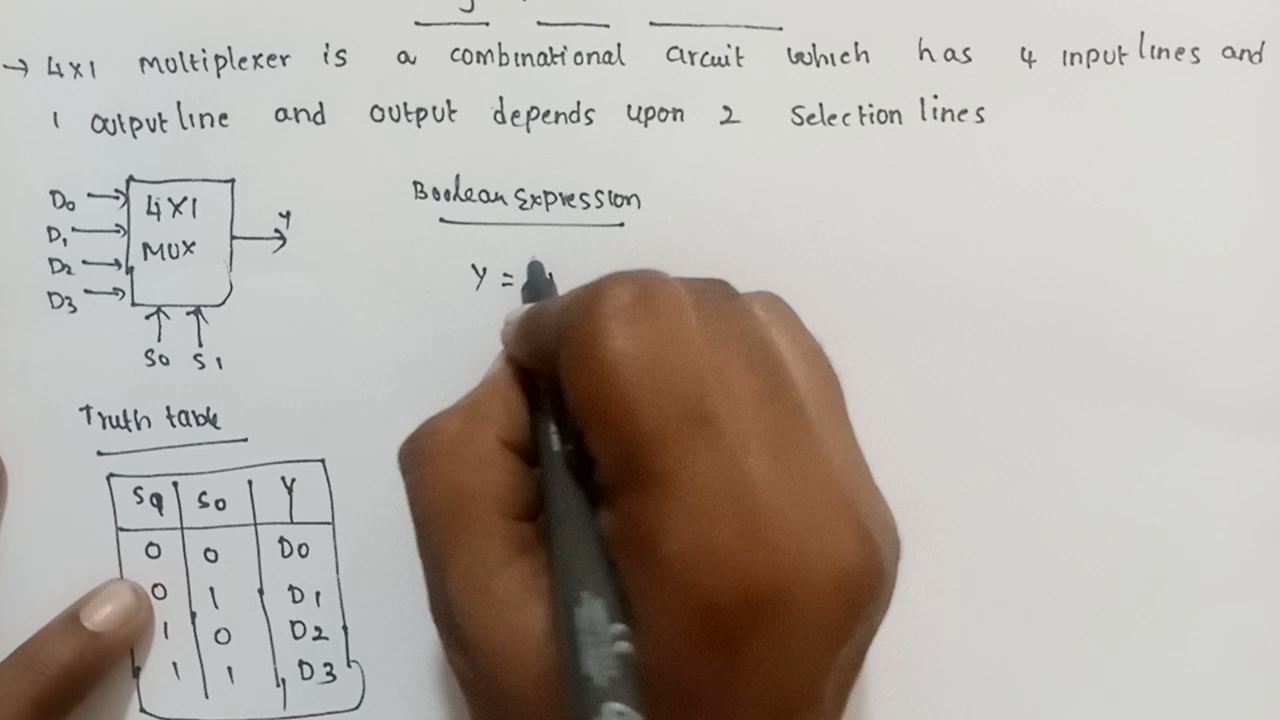 → 4x1 moltiplexer is a combinational circuit which has 4 input lines and
1 output line and output depends upon 2 Selection lines
Boolean Expression
D0 4X1 Y
D1 MUX
D2
D3
Y =
S0 S1
Truth table
S1 S0 Y
0 0 D0
0 1 D1
1 0 D2
1 1 D3